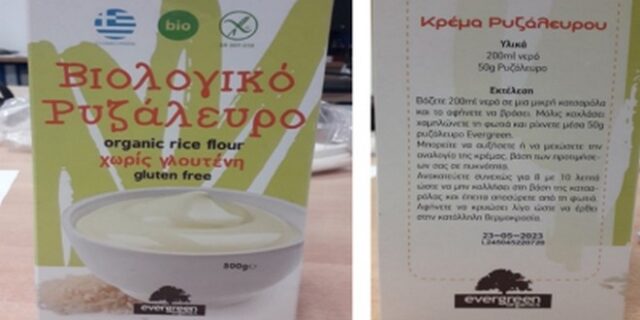 bio
Βιολογικό
Ρυζάλευρο
organic rice flour
χωρίς γλουτένη
gluten free
500g℮
evergreen
Κρέμα Ρυζάλευρου
Υλικά
200ml νερό
50g Ρυζάλευρο
Εκτέλεση
Βάζετε 200ml νερό σε μια μικρή κατσαρόλα
και το αφήνετε να βράσει. Μόλις κοχλάσει
χαμηλώνετε τη φωτιά και ρίχνετε μέσα 50g
ρυζάλευρο Evergreen.
Μπορείτε να αυξήσετε ή να μειώσετε την
αναλογία της κρέμας, βάση των προτιμήσε-
ων σας σε πυκνότητα.
Ανακατεύετε συνεχώς για 8 με 10 λεπτά
ώστε να μην κολλήσει στη βάση της κατσα-
ρόλας και έπειτα αποσύρετε από τη φωτιά.
Αφήνετε να κρυώσει λίγο ώστε να έρθει
στην κατάλληλη θερμοκρασία.
23-05-2023
L245045220728
evergreen